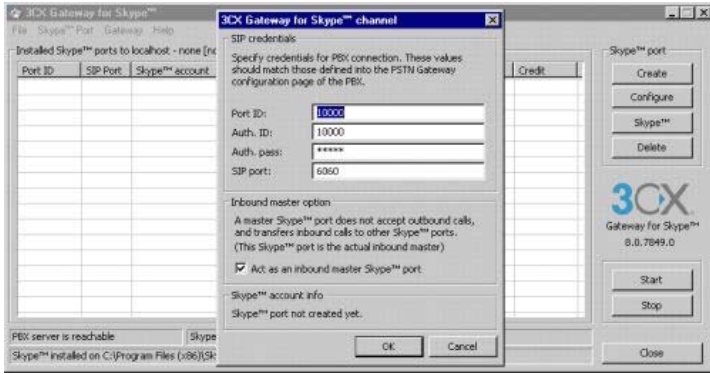 3CX Gateway for Skype™
File Skype™ Port Gateway Help
Installed Skype™ ports to localhost - none [no
Port ID SIP Port Skype™ account Credit
3CX Gateway for Skype™ channel
SIP credentials
Specify credentials for PBX connection. These values
should match those defined into the PSTN Gateway
configuration page of the PBX.
Port ID: 10000
Auth. ID: 10000
Auth. pass: *****
SIP port: 6060
Inbound master option
A master Skype™ port does not accept outbound calls,
and transfers inbound calls to other Skype™ ports.
(This Skype™ port is the actual inbound master)
Act as an inbound master Skype™ port
Skype™ account info
Skype™ port not created yet.
OK Cancel
Skype™ port
Create
Configure
Skype™
Delete
3CX
Gateway for Skype™
8.0.7849.0
Start
Stop
Close
PBX server is reachable Skype
Skype™ installed on C:\Program Files (x86)\Sk